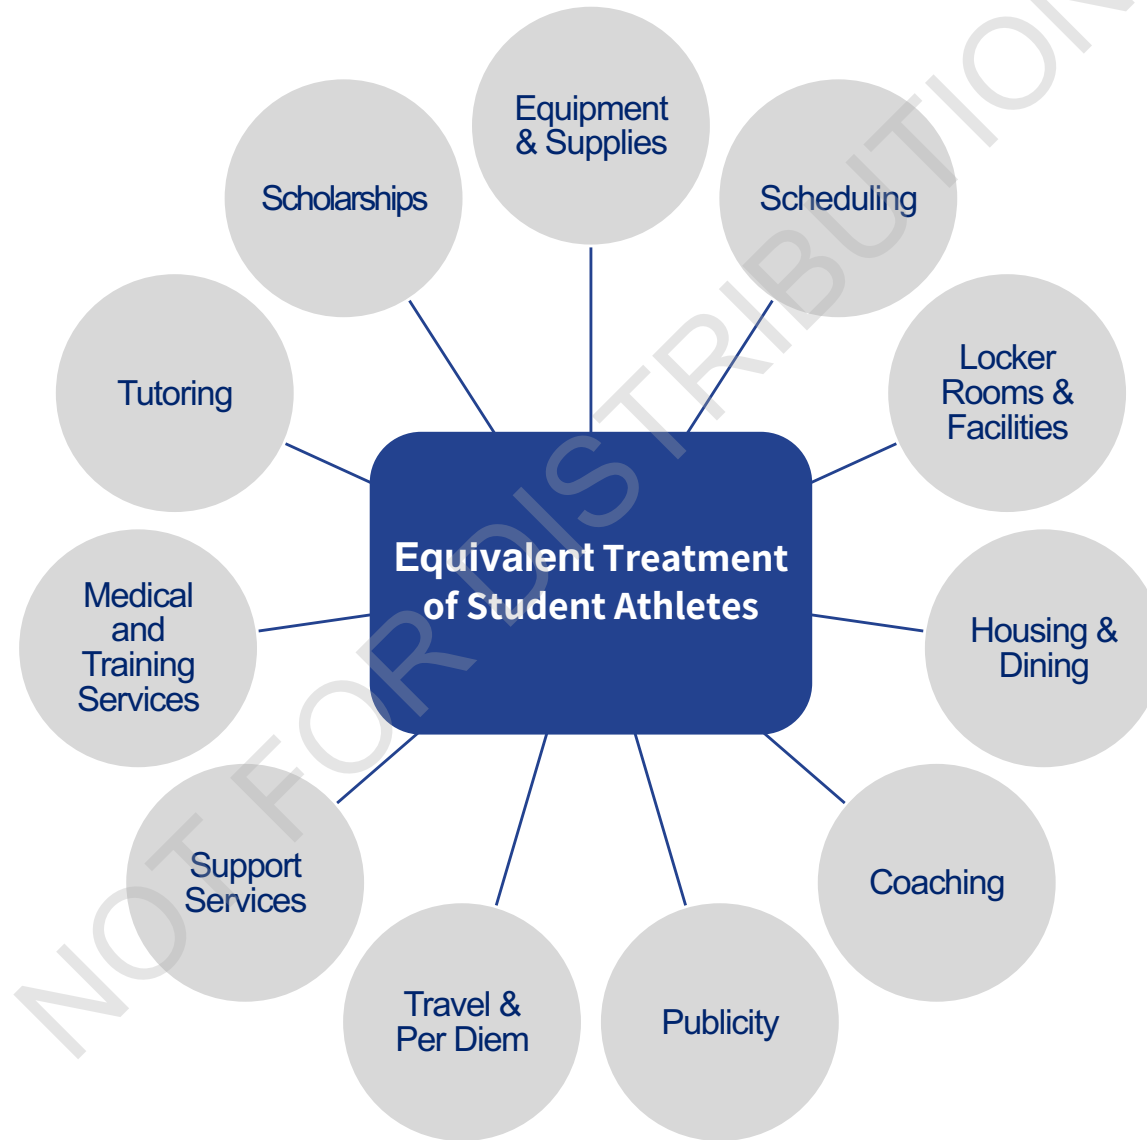 Equipment
& Supplies
Scholarships
Scheduling
Locker
Rooms &
Facilities
Tutoring
Equivalent Treatment
of Student Athletes
Medical
and
Training
Services
Housing &
Dining
Support
Services
Coaching
Travel &
Per Diem
Publicity
NOT FOR DISTRIBUTION